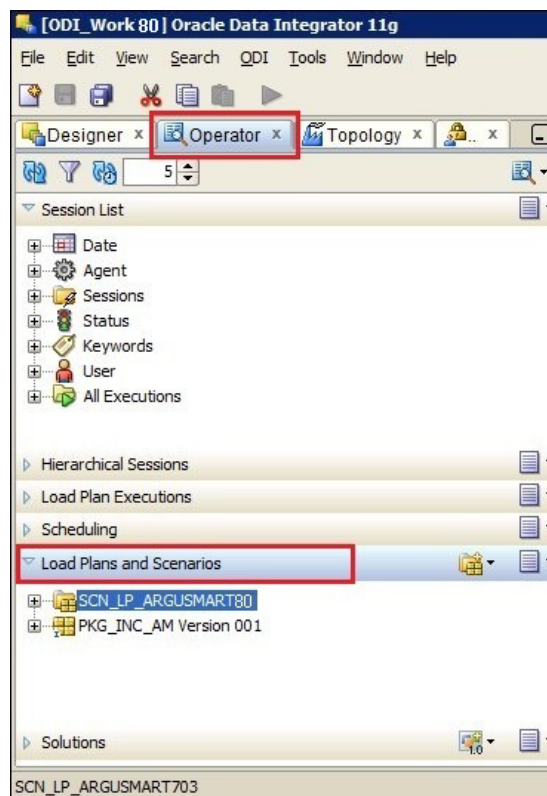 [ODI_Work 80] Oracle Data Integrator 11g
File Edit View Search ODI Tools Window Help
Designer x Operator x Topology x .. x
5
Session List
Date
Agent
Sessions
Status
Keywords
User
All Executions
Hierarchical Sessions
Load Plan Executions
Scheduling
Load Plans and Scenarios
SCN_LP_ARGUSMART80
PKG_INC_AM Version 001
Solutions
1.0
SCN_LP_ARGUSMART703